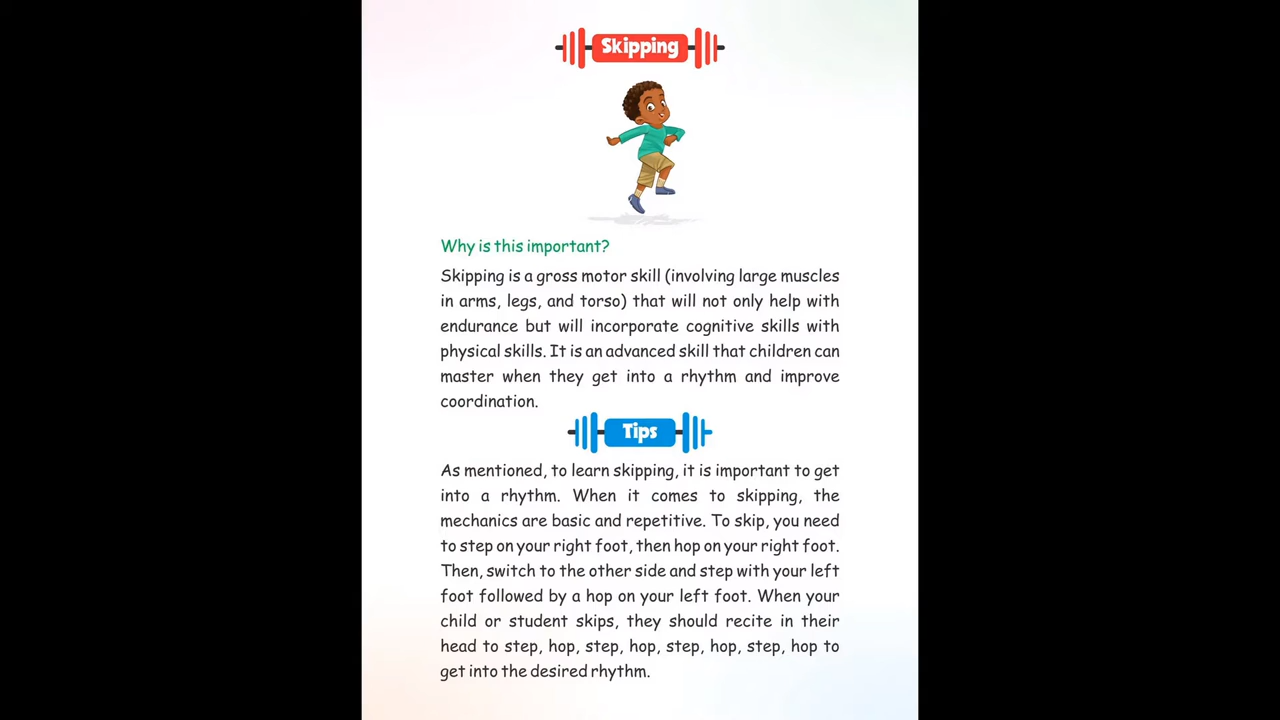 Skipping
Why is this important?
Skipping is a gross motor skill (involving large muscles
in arms, legs, and torso) that will not only help with
endurance but will incorporate cognitive skills with
physical skills. It is an advanced skill that children can
master when they get into a rhythm and improve
coordination.
Tips
As mentioned, to learn skipping, it is important to get
into a rhythm. When it comes to skipping, the
mechanics are basic and repetitive. To skip, you need
to step on your right foot, then hop on your right foot.
Then, switch to the other side and step with your left
foot followed by a hop on your left foot. When your
child or student skips, they should recite in their
head to step, hop, step, hop, step, hop, step, hop to
get into the desired rhythm.